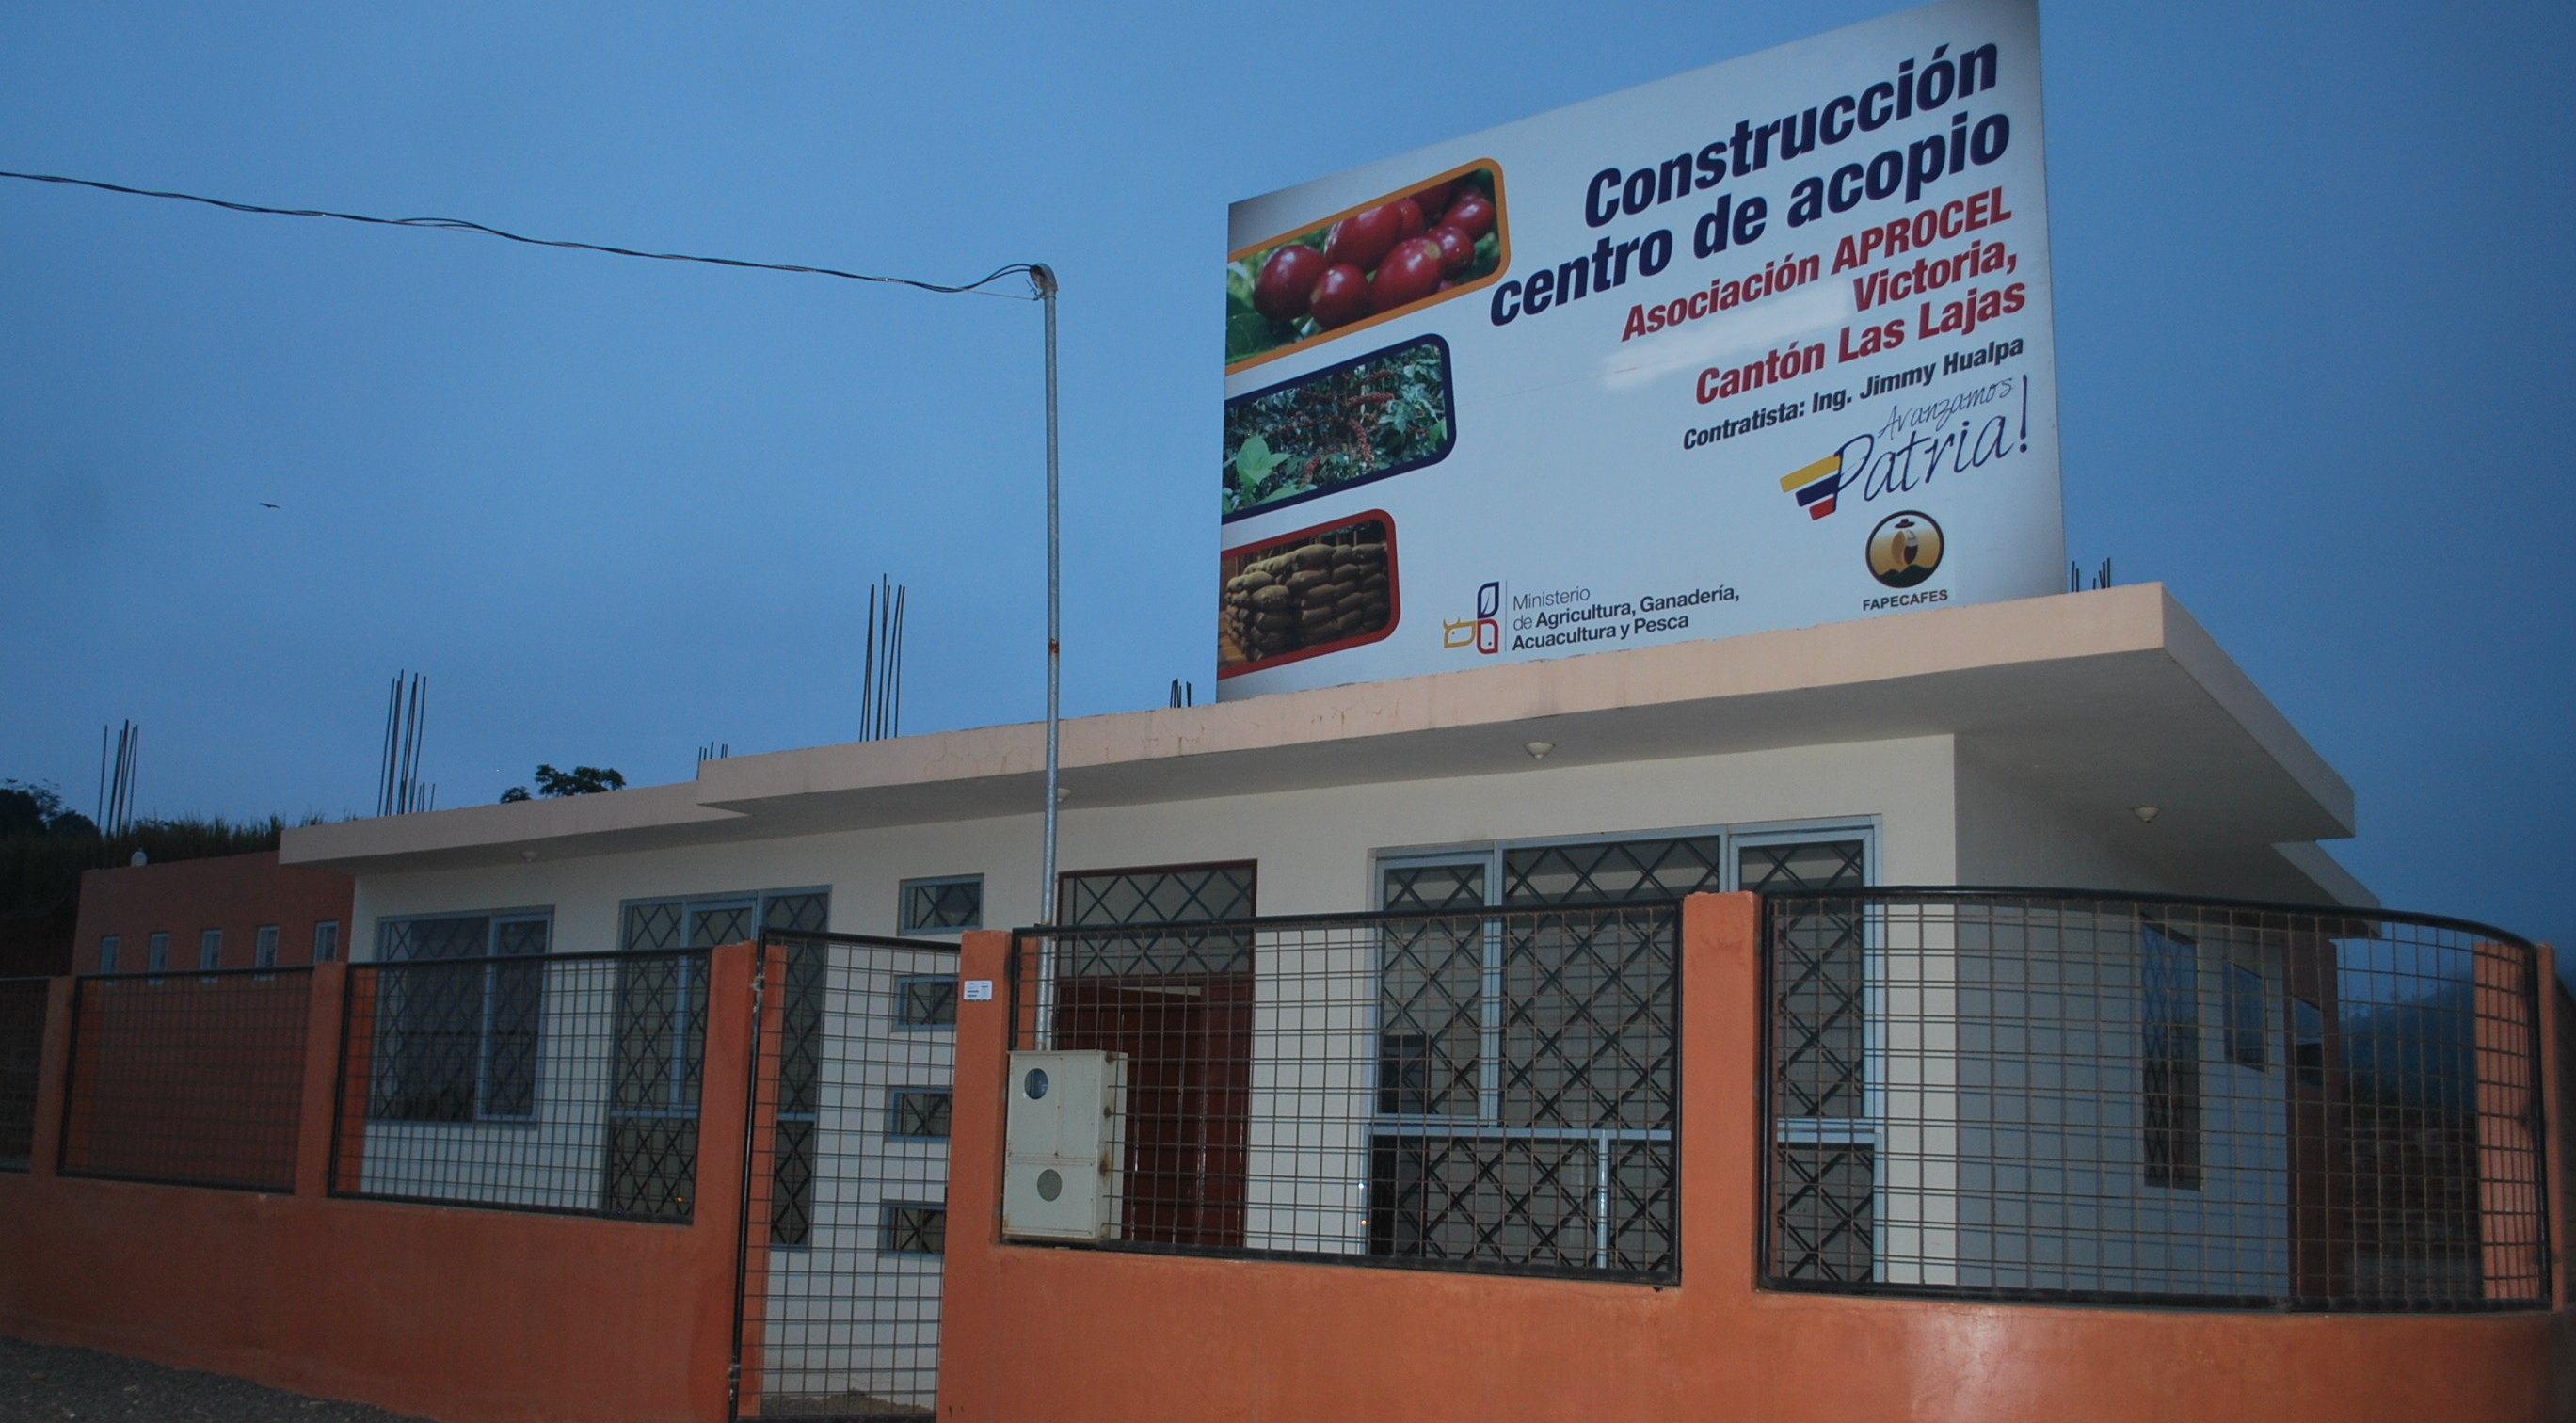 Construcción
centro de acopio
Asociación APROCEL
Victoria,
Cantón Las Lajas
Contratista: Ing. Jimmy Hualpa
Avanzamos
Patria!
FAPECAFES
Ministerio
de Agricultura, Ganadería,
Acuacultura y Pesca